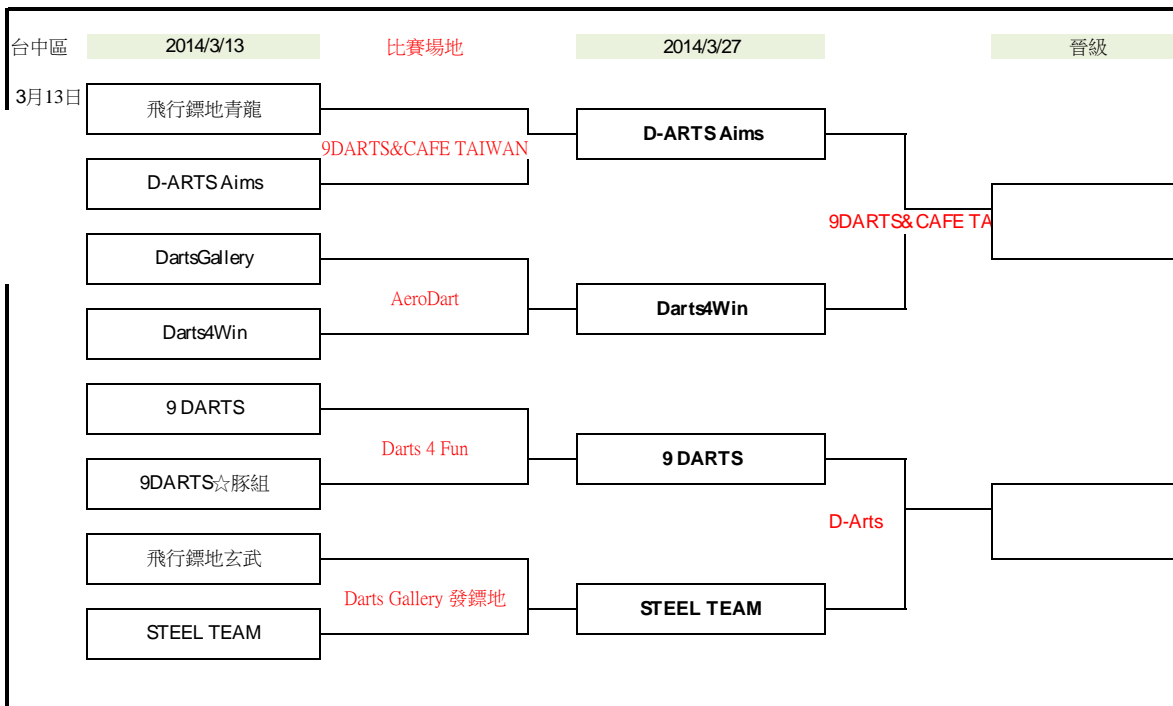 台中區 2014/3/13 比賽場地 2014/3/27 晉級
3月13日
飛行鏢地青龍
D-ARTS Aims
9DARTS&CAFE TAIWAN
D-ARTS Aims
9DARTS&CAFE TA
DartsGallery
AeroDart
Darts4Win
Darts4Win
9 DARTS
Darts 4 Fun
9 DARTS
9DARTS☆豚組
D-Arts
飛行鏢地玄武
Darts Gallery 發鏢地
STEEL TEAM
STEEL TEAM